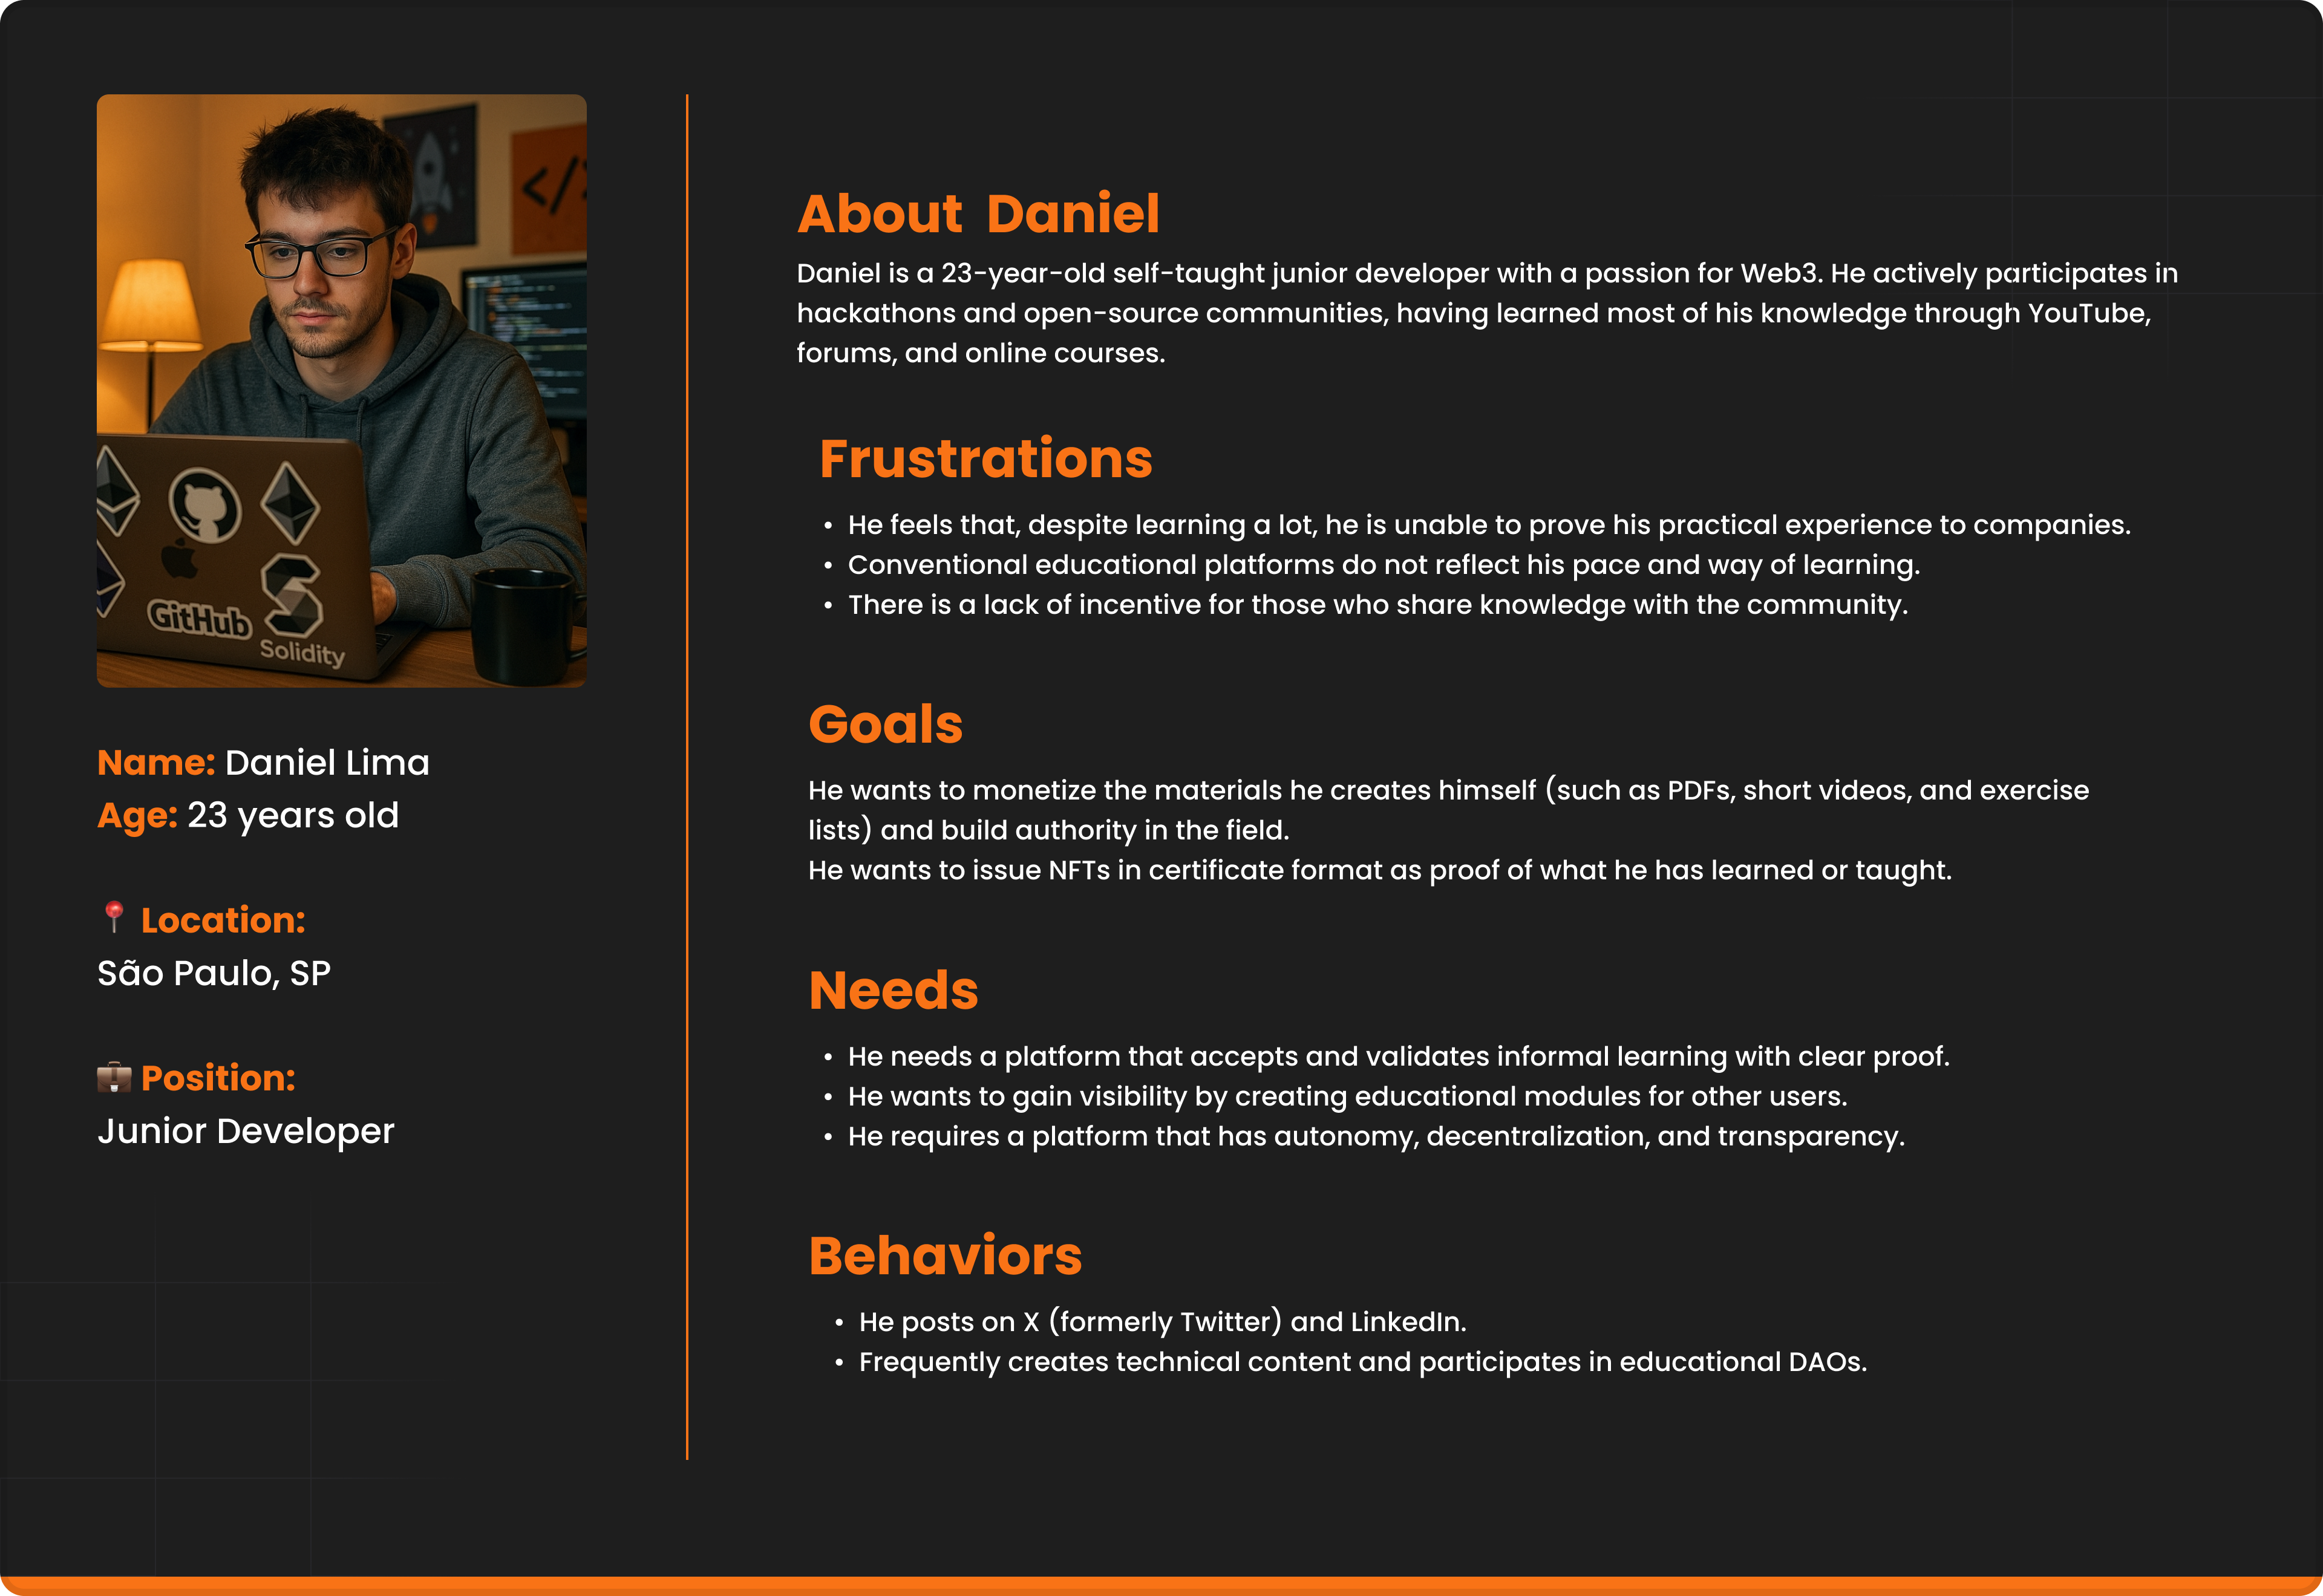 </>
GitHub
Solidity
Name: Daniel Lima
Age: 23 years old
📍 Location:
São Paulo, SP
💼 Position:
Junior Developer
About Daniel
Daniel is a 23-year-old self-taught junior developer with a passion for Web3. He actively participates in
hackathons and open-source communities, having learned most of his knowledge through YouTube,
forums, and online courses.
Frustrations
• He feels that, despite learning a lot, he is unable to prove his practical experience to companies.
• Conventional educational platforms do not reflect his pace and way of learning.
• There is a lack of incentive for those who share knowledge with the community.
Goals
He wants to monetize the materials he creates himself (such as PDFs, short videos, and exercise
lists) and build authority in the field.
He wants to issue NFTs in certificate format as proof of what he has learned or taught.
Needs
• He needs a platform that accepts and validates informal learning with clear proof.
• He wants to gain visibility by creating educational modules for other users.
• He requires a platform that has autonomy, decentralization, and transparency.
Behaviors
• He posts on X (formerly Twitter) and LinkedIn.
• Frequently creates technical content and participates in educational DAOs.